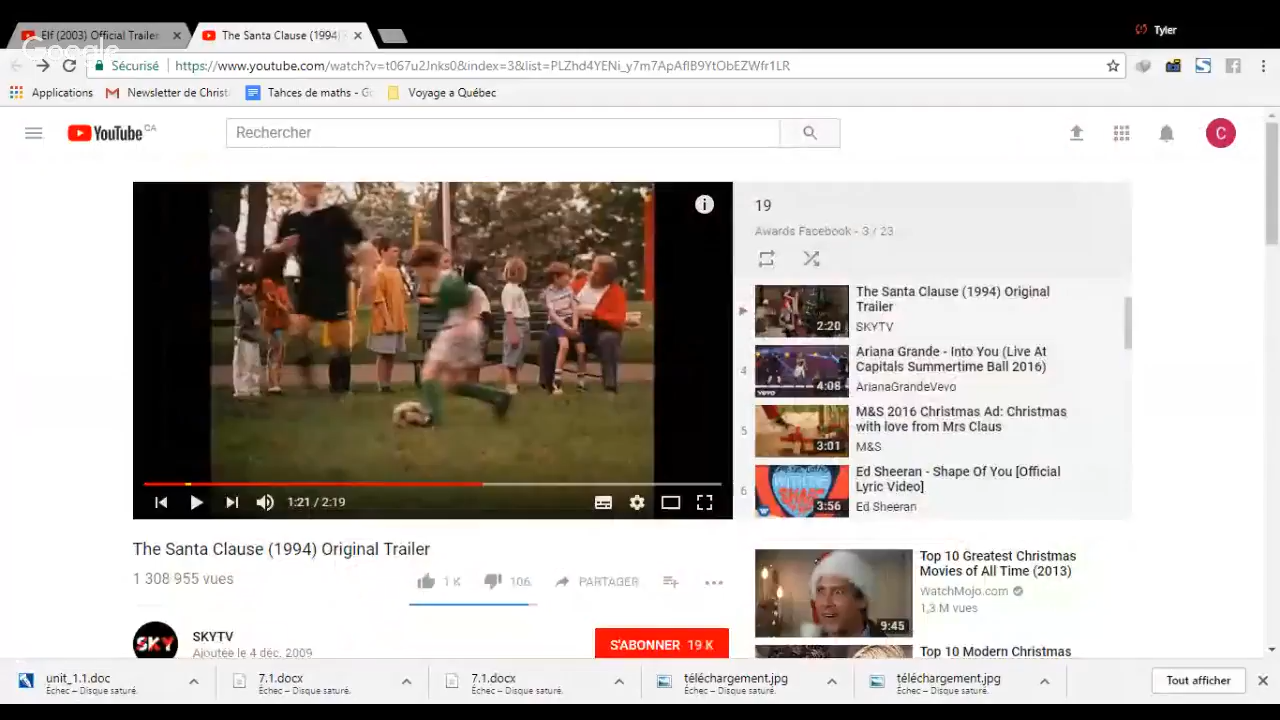 Elf (2003) Official Trailer
The Santa Clause (1994)
Tyler
Google
Sécurisé
https://www.youtube.com/watch?v=t067u2Jnks0&index=3&list=PLZhd4YENi_y7m7ApAflB9YtObEZWfr1LR
Applications
Newsletter de Christ
Tâches de maths - Go
Voyage a Québec
YouTube CA
Rechercher
C
19
Awards Facebook - 3 / 23
The Santa Clause (1994) Original
Trailer
SKYTV
2:20
4
Ariana Grande - Into You (Live At
Capitals Summertime Ball 2016)
ArianaGrandeVevo
vevo
4:08
5
M&S 2016 Christmas Ad: Christmas
with love from Mrs Claus
M&S
3:01
6
Ed Sheeran - Shape Of You [Official
Lyric Video]
Ed Sheeran
3:56
1:21 / 2:19
The Santa Clause (1994) Original Trailer
1 308 955 vues
1 K
106
PARTAGER
SKY
SKYTV
Ajoutée le 4 déc. 2009
S'ABONNER 19 K
Top 10 Greatest Christmas
Movies of All Time (2013)
WatchMojo.com
1,3 M vues
9:45
Top 10 Modern Christmas
unit_1.1.doc
Échec – Disque saturé.
7.1.docx
Échec – Disque saturé.
7.1.docx
Échec – Disque saturé.
téléchargement.jpg
Échec – Disque saturé.
téléchargement.jpg
Échec – Disque saturé.
Tout afficher